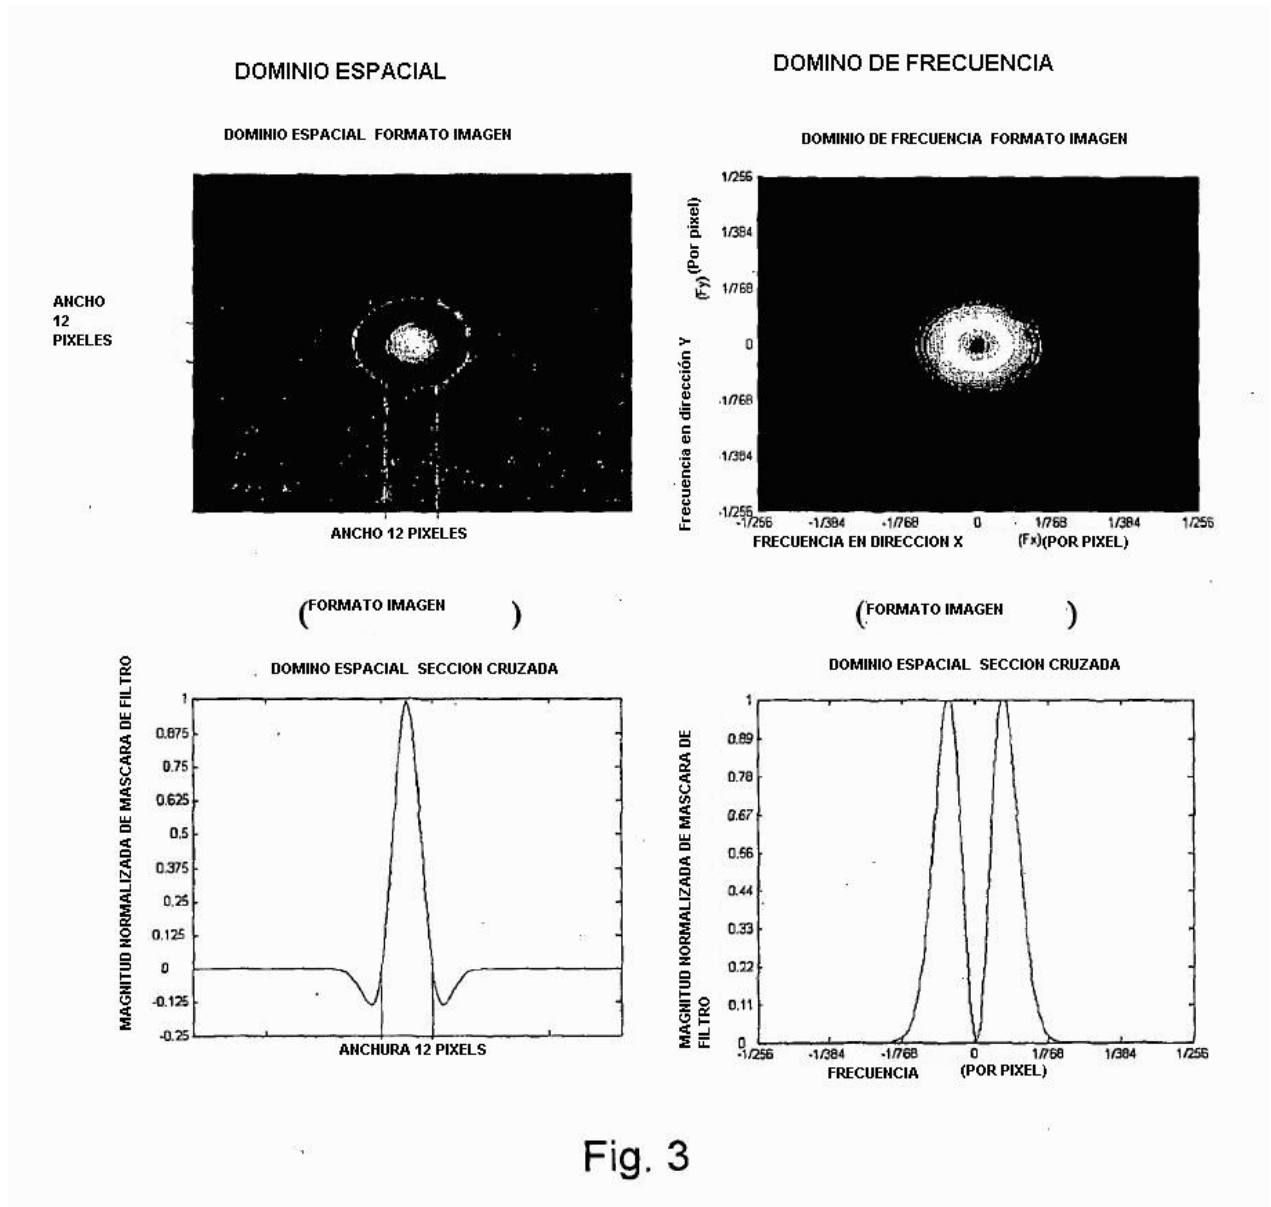 DOMINIO ESPACIAL
DOMINO DE FRECUENCIA
DOMINIO ESPACIAL FORMATO IMAGEN
ANCHO
12
PIXELES
ANCHO 12 PIXELES
(FORMATO IMAGEN )
DOMINIO DE FRECUENCIA FORMATO IMAGEN
Frecuencia en dirección Y (Fy) (Por pixel)
1/256
1/384
1/768
0
-1/768
-1/384
-1/256
-1/256 -1/384 -1/768 0 1/768 1/384 1/256
FRECUENCIA EN DIRECCION X (Fx)(POR PIXEL)
(FORMATO IMAGEN )
DOMINO ESPACIAL SECCION CRUZADA
MAGNITUD NORMALIZADA DE MASCARA DE FILTRO
1
0.875
0.75
0.625
0.5
0.375
0.25
0.125
0
-0.125
-0.25
ANCHURA 12 PIXELS
DOMINIO ESPACIAL SECCION CRUZADA
MAGNITUD NORMALIZADA DE MASCARA DE
FILTRO
1
0.89
0.78
0.67
0.56
0.44
0.33
0.22
0.11
0
-1/256 -1/384 -1/768 0 1/768 1/384 1/256
FRECUENCIA (POR PIXEL)
Fig. 3